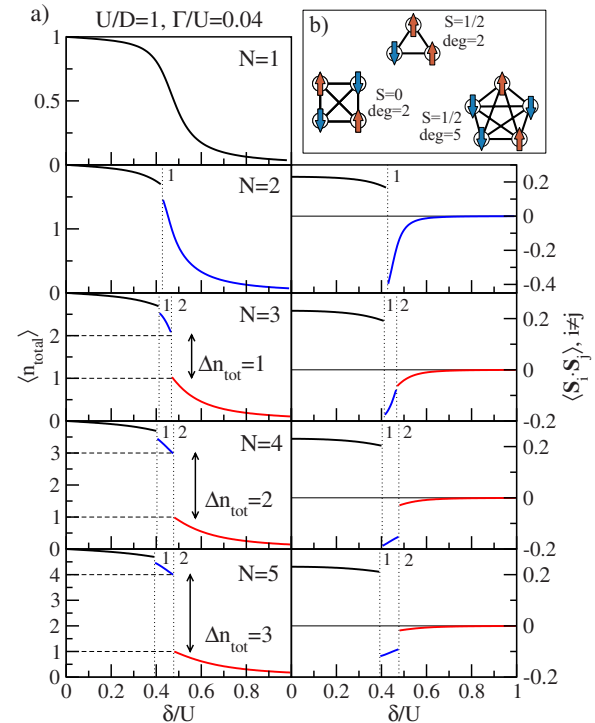 a)
U/D=1, Γ/U=0.04
b)
S=1/2
deg=2
S=0
deg=2
S=1/2
deg=5
1
0.5
0
N=1
2
1
0
1
N=2
1
0.2
0
-0.2
-0.4
⟨n_total⟩
2
1
0
1 2
N=3
Δn_tot=1
1 2
0.2
0
-0.2
⟨S_i·S_j⟩, i≠j
3
2
1
0
1 2
N=4
Δn_tot=2
1 2
0.2
0
-0.2
4
3
2
1
0
1 2
N=5
Δn_tot=3
1 2
0.2
0
-0.2
0 0.2 0.4 0.6 0.8 0 0.2 0.4 0.6 0.8 1
δ/U δ/U